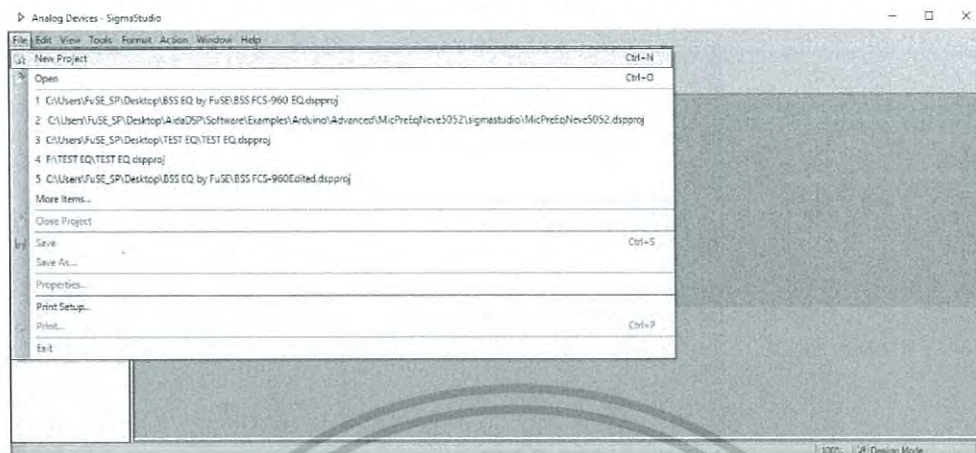 Analog Devices - SigmaStudio
File Edit View Tools Format Action Window Help
New Project Ctrl+N
Open Ctrl+O
1 C:\Users\FuSE_SP\Desktop\BSS EQ by FuSE\BSS FCS-960 EQ.dspproj
2 C:\Users\FuSE_SP\Desktop\AidaDSP\Software\Examples\Arduino\Advanced\MicPreEqNeve5052\sigmastudio\MicPreEqNeve5052.dspproj
3 C:\Users\FuSE_SP\Desktop\TEST EQ\TEST EQ.dspproj
4 F:\TEST EQ\TEST EQ.dspproj
5 C:\Users\FuSE_SP\Desktop\BSS EQ by FuSE\BSS FCS-960Edited.dspproj
More Items...
Close Project
Save Ctrl+S
Save As...
Properties...
Print Setup...
Print... Ctrl+P
Exit
100% Design Mode